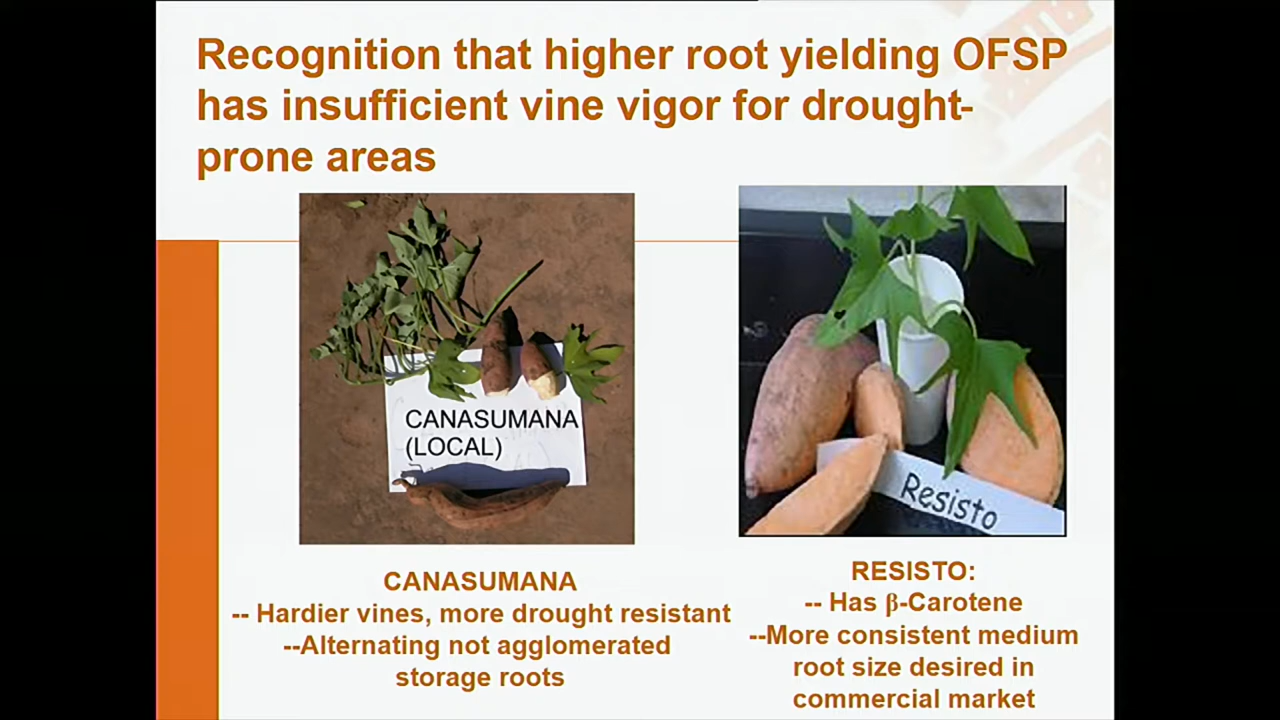 Recognition that higher root yielding OFSP
has insufficient vine vigor for drought-
prone areas
CANASUMANA
(LOCAL)
Resisto
CANASUMANA
-- Hardier vines, more drought resistant
--Alternating not agglomerated
storage roots
RESISTO:
-- Has β-Carotene
--More consistent medium
root size desired in
commercial market